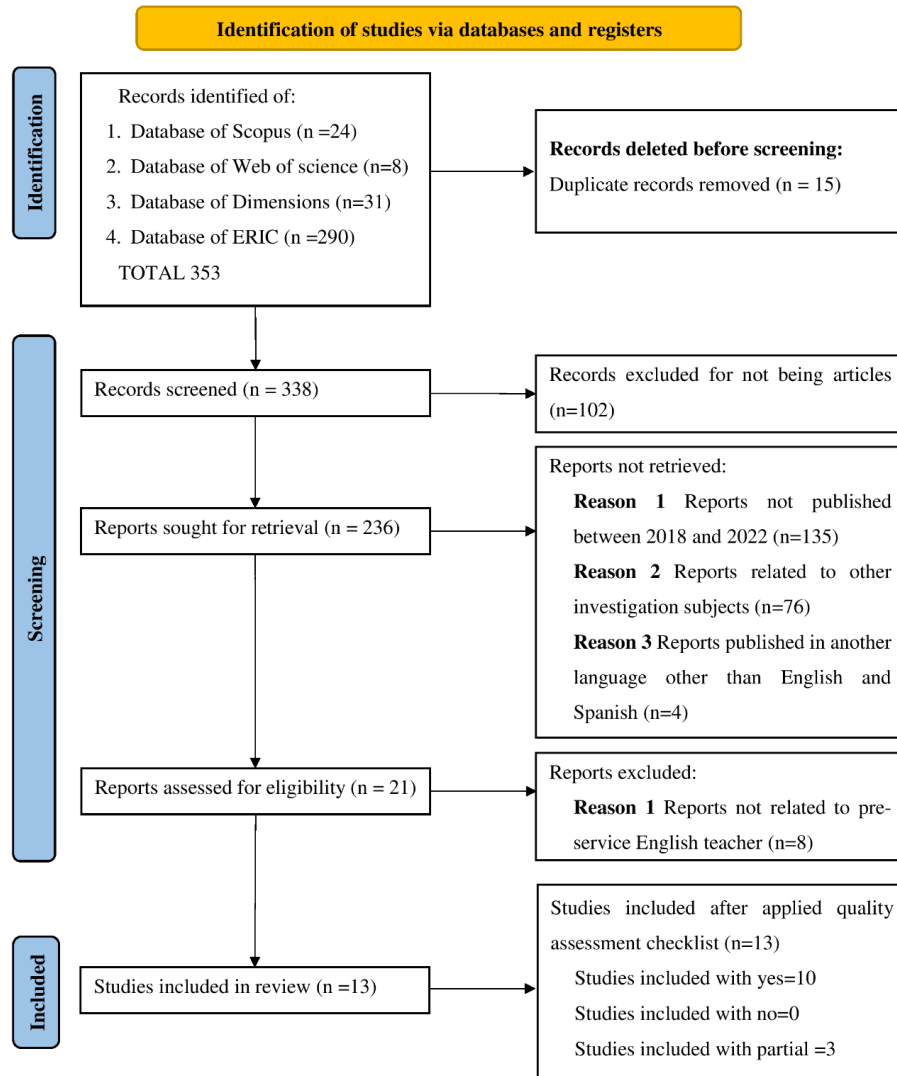 Identification of studies via databases and registers
Identification
Records identified of:
1. Database of Scopus (n =24)
2. Database of Web of science (n=8)
3. Database of Dimensions (n=31)
4. Database of ERIC (n =290)
TOTAL 353
Records deleted before screening:
Duplicate records removed (n = 15)
Screening
Records screened (n = 338)
Records excluded for not being articles
(n=102)
Reports sought for retrieval (n = 236)
Reports not retrieved:
Reason 1 Reports not published
between 2018 and 2022 (n=135)
Reason 2 Reports related to other
investigation subjects (n=76)
Reason 3 Reports published in another
language other than English and
Spanish (n=4)
Reports assessed for eligibility (n = 21)
Reports excluded:
Reason 1 Reports not related to pre-
service English teacher (n=8)
Included
Studies included in review (n =13)
Studies included after applied quality
assessment checklist (n=13)
Studies included with yes=10
Studies included with no=0
Studies included with partial =3